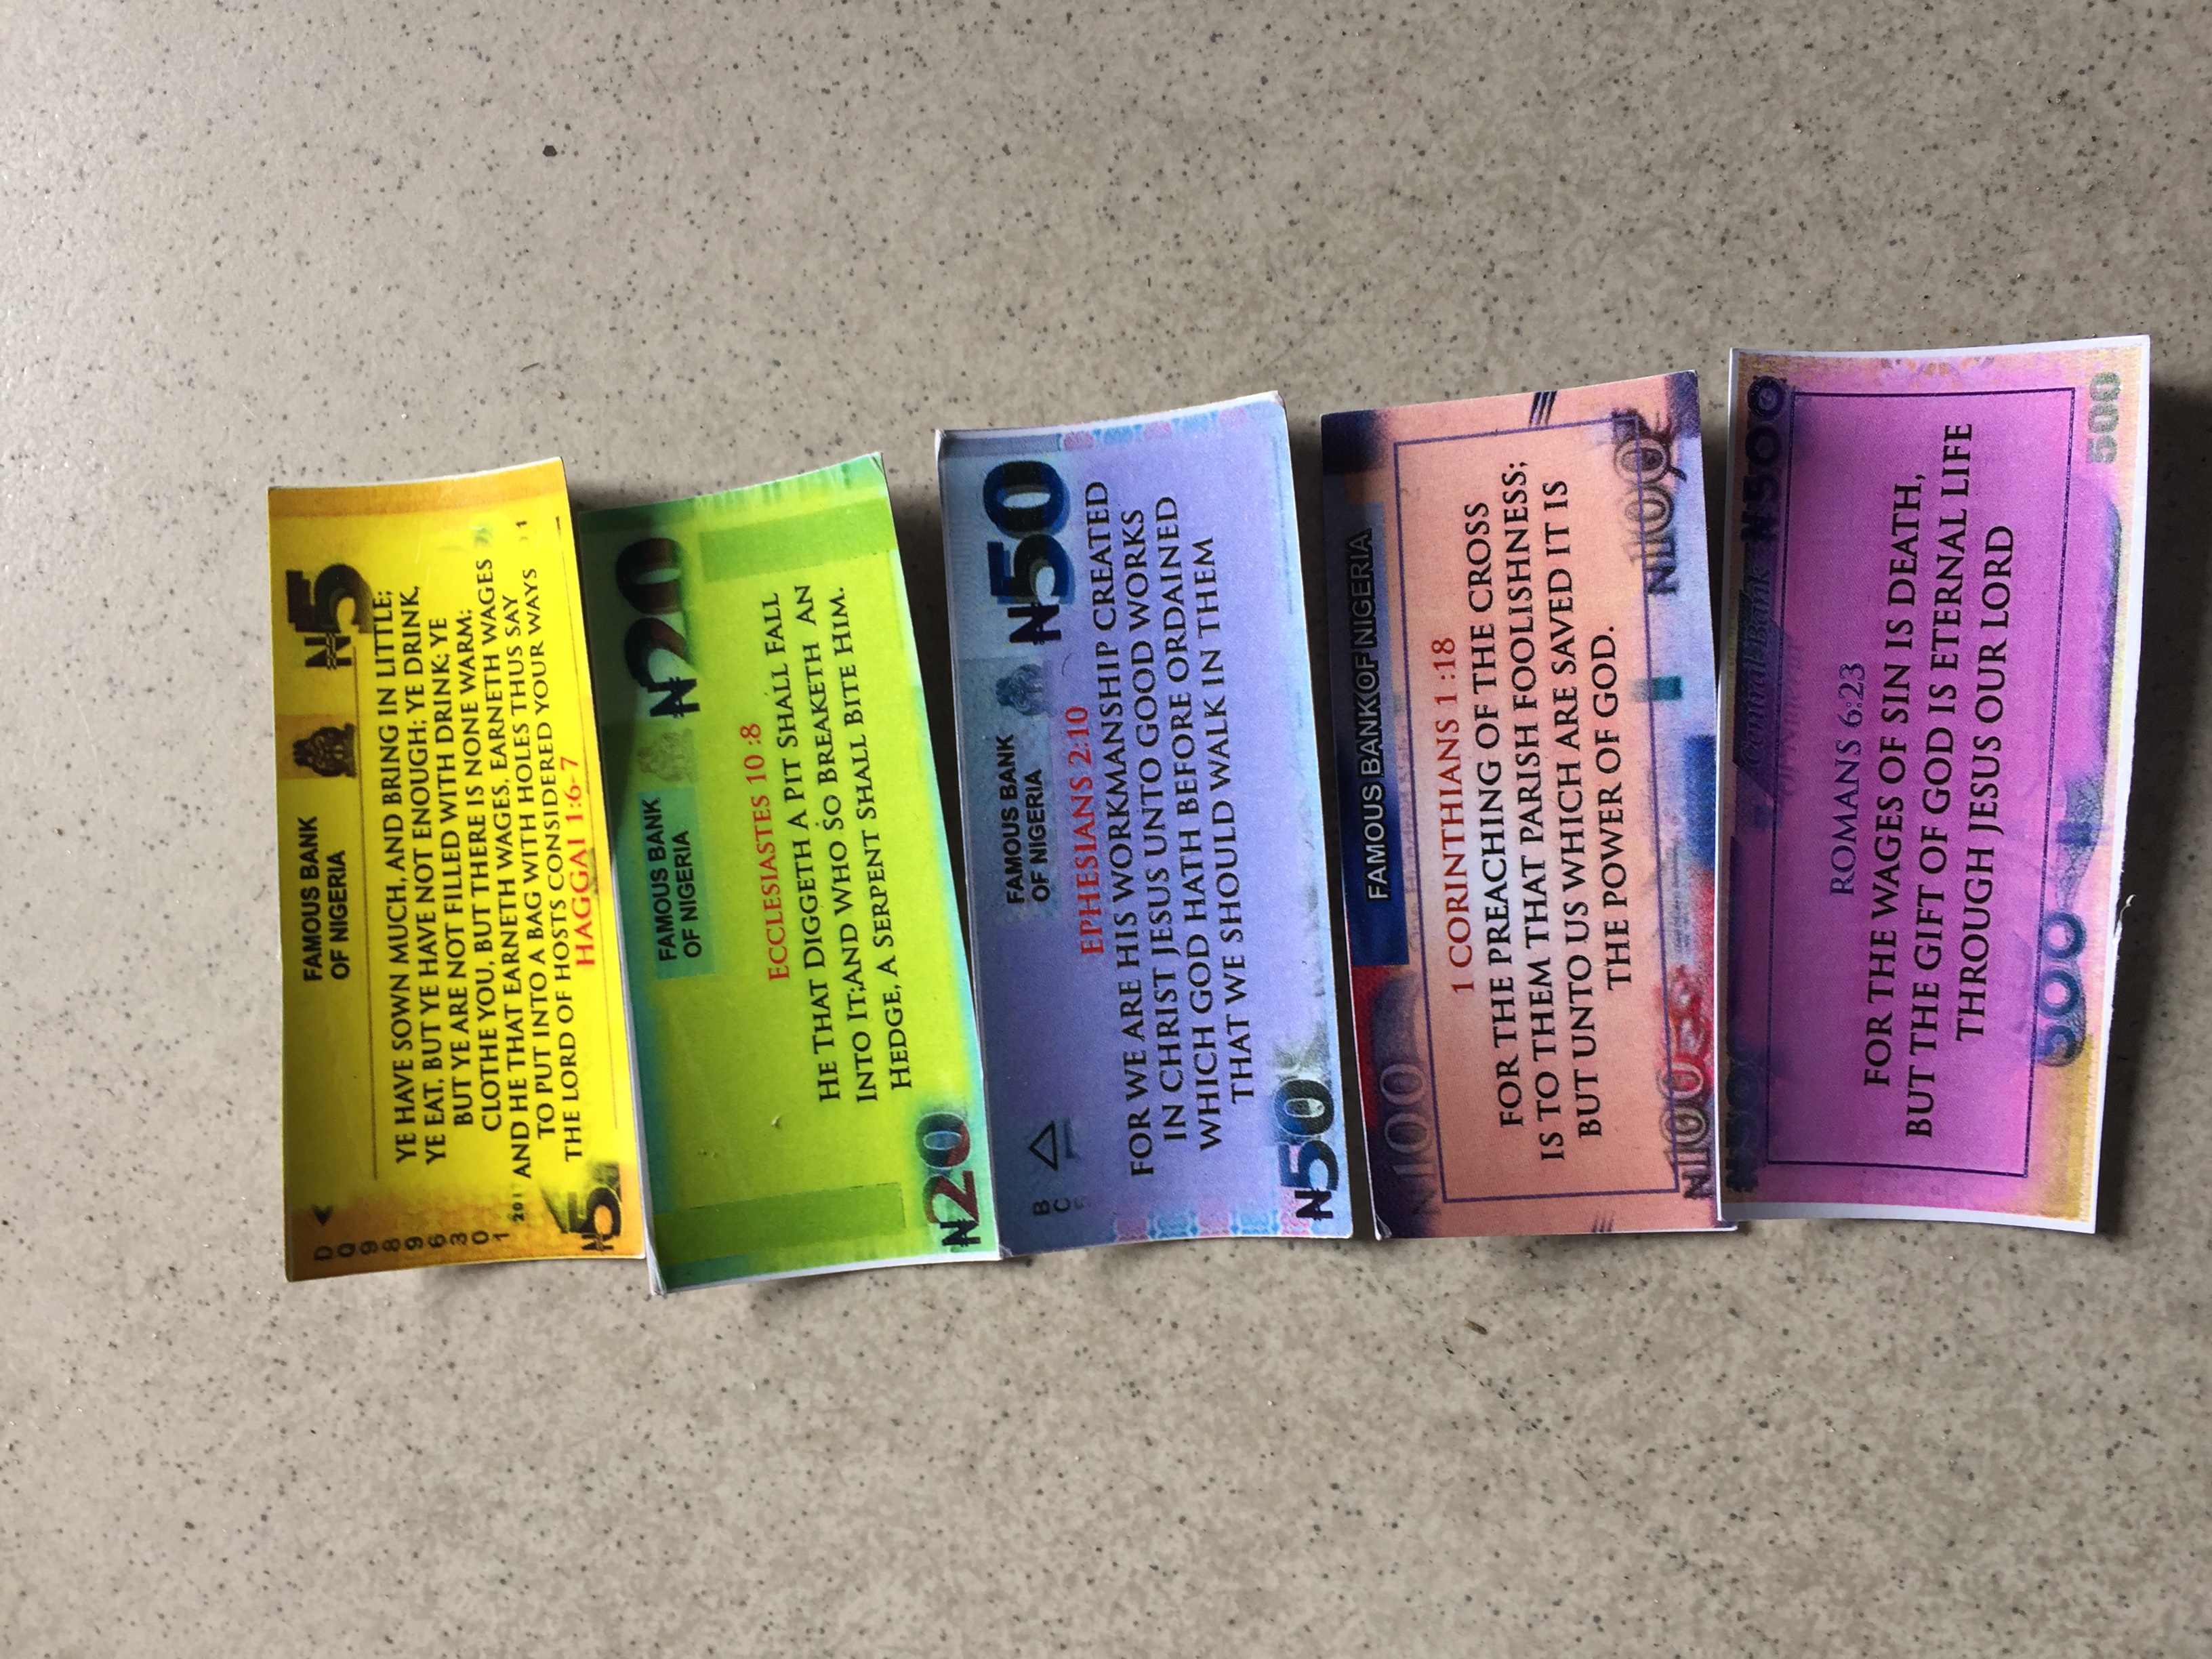 FAMOUS BANK
OF NIGERIA
₦5
YE HAVE SOWN MUCH, AND BRING IN LITTLE;
YE EAT, BUT YE HAVE NOT ENOUGH; YE DRINK,
BUT YE ARE NOT FILLED WITH DRINK; YE
CLOTHE YOU, BUT THERE IS NONE WARM;
AND HE THAT EARNETH WAGES, EARNETH WAGES
TO PUT INTO A BAG WITH HOLES THUS SAY
THE LORD OF HOSTS CONSIDERED YOUR WAYS
HAGGAI 1:6-7
₦5
FAMOUS BANK
OF NIGERIA
₦20
ECCLESIASTES 10 :8
HE THAT DIGGETH A PIT SHALL FALL
INTO IT:AND WHO SO BREAKETH AN
HEDGE, A SERPENT SHALL BITE HIM.
₦20
FAMOUS BANK
OF NIGERIA
₦50
B
C
EPHESIANS 2:10
FOR WE ARE HIS WORKMANSHIP CREATED
IN CHRIST JESUS UNTO GOOD WORKS
WHICH GOD HATH BEFORE ORDAINED
THAT WE SHOULD WALK IN THEM
₦50
FAMOUS BANK OF NIGERIA
₦100
1 CORINTHIANS 1:18
FOR THE PREACHING OF THE CROSS
IS TO THEM THAT PARISH FOOLISHNESS;
BUT UNTO US WHICH ARE SAVED IT IS
THE POWER OF GOD.
₦100
₦100
Central Bank
₦500
ROMANS 6:23
FOR THE WAGES OF SIN IS DEATH,
BUT THE GIFT OF GOD IS ETERNAL LIFE
THROUGH JESUS OUR LORD
500
500